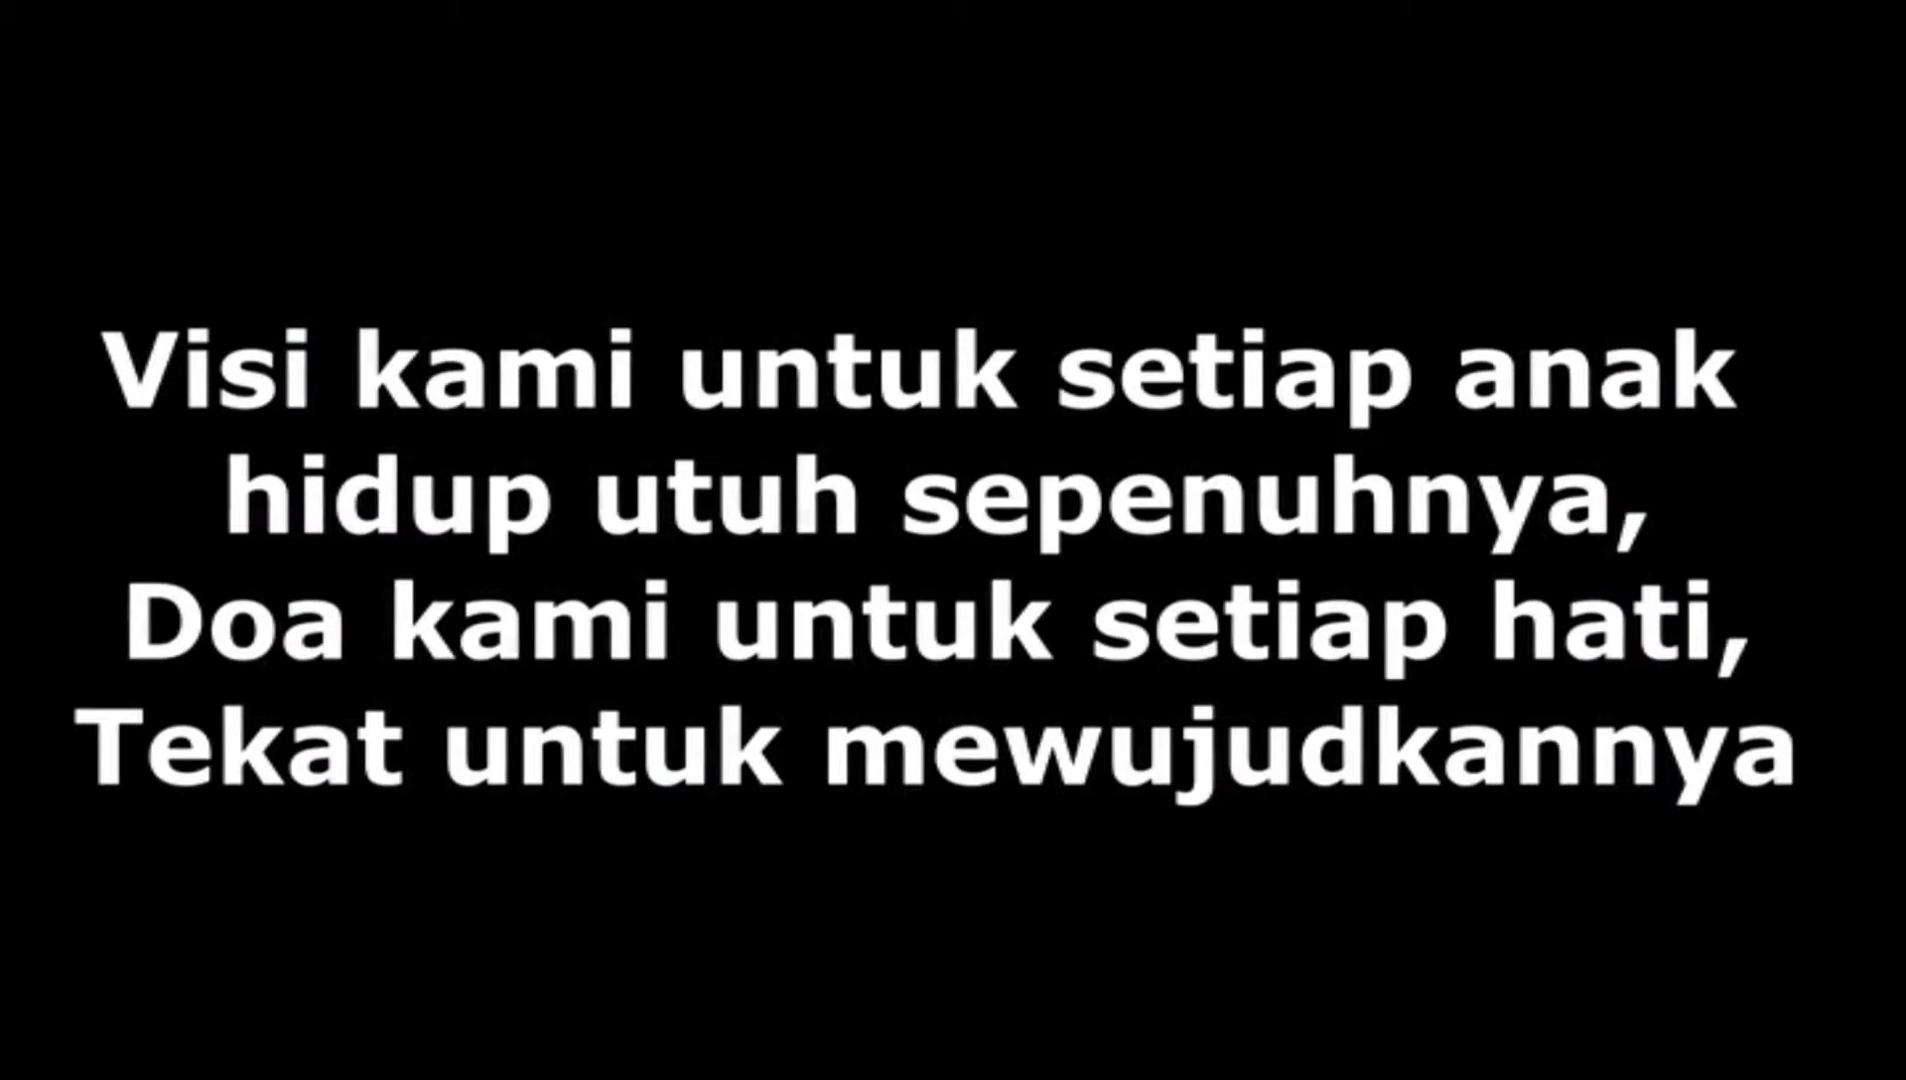 Visi kami untuk setiap anak
hidup utuh sepenuhnya,
Doa kami untuk setiap hati,
Tekat untuk mewujudkannya